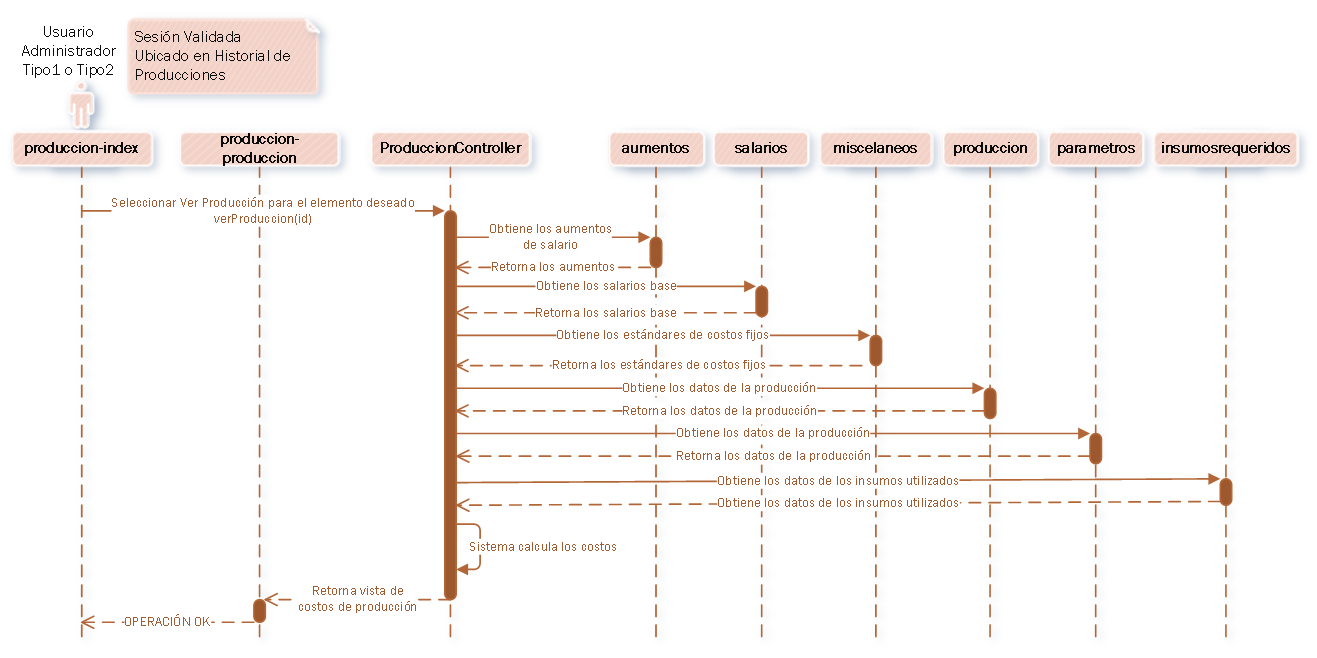 Usuario
Administrador
Tipo1 o Tipo2
Sesión Validada
Ubicado en Historial de
Producciones
produccion-index
produccion-
produccion
ProduccionController
aumentos
salarios
miscelaneos
produccion
parametros
insumosrequeridos
Seleccionar Ver Producción para el elemento deseado
verProduccion(id)
Obtiene los aumentos
de salario
Retorna los aumentos
Obtiene los salarios base
Retorna los salarios base
Obtiene los estándares de costos fijos
Retorna los estándares de costos fijos
Obtiene los datos de la producción
Retorna los datos de la producción
Obtiene los datos de la producción
Retorna los datos de la producción
Obtiene los datos de los insumos utilizados
Obtiene los datos de los insumos utilizados
Sistema calcula los costos
Retorna vista de
costos de producción
OPERACIÓN OK